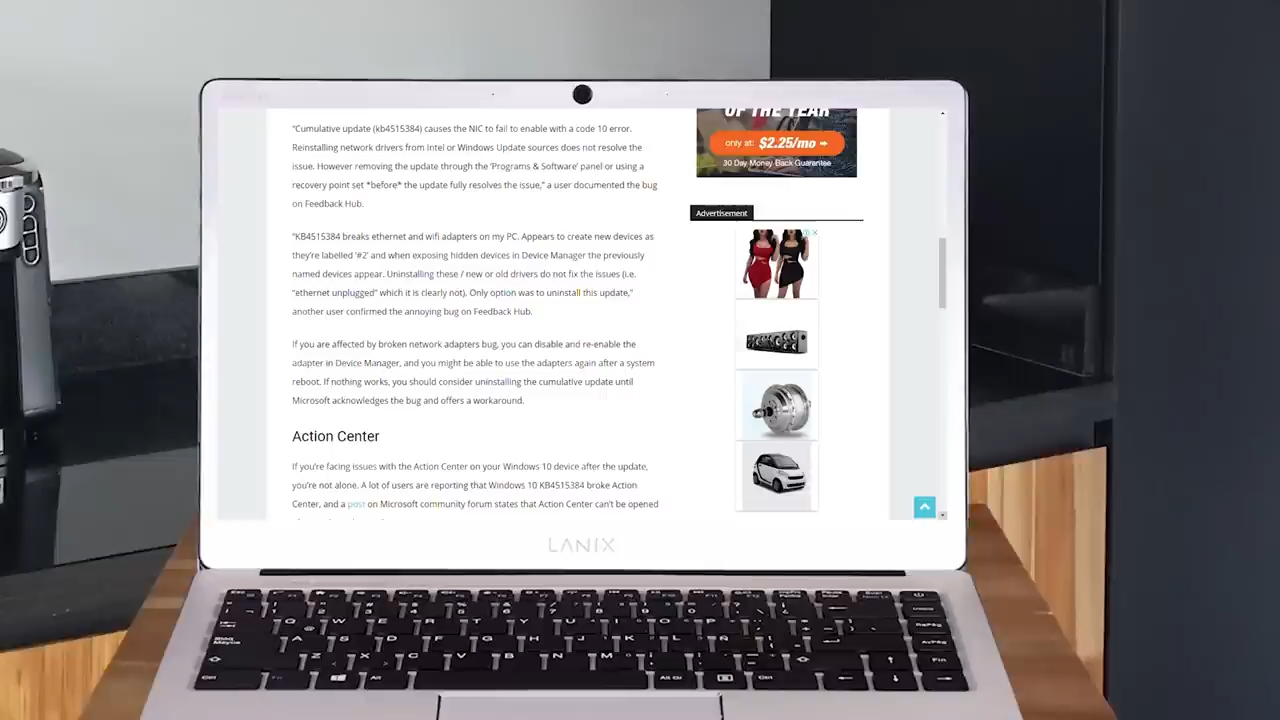 "Cumulative update (kb4515384) causes the NIC to fail to enable with a code 10 error.
Reinstalling network drivers from Intel or Windows Update sources does not resolve the
issue. However removing the update through the 'Programs & Software' panel or using a
recovery point set *before* the update fully resolves the issue," a user documented the bug
on Feedback Hub.
"KB4515384 breaks ethernet and wifi adapters on my PC. Appears to create new devices as
they're labelled '#2' and when exposing hidden devices in Device Manager the previously
named devices appear. Uninstalling these / new or old drivers do not fix the issues (i.e.
"ethernet unplugged" which it is clearly not). Only option was to uninstall this update,"
another user confirmed the annoying bug on Feedback Hub.
If you are affected by broken network adapters bug, you can disable and re-enable the
adapter in Device Manager, and you might be able to use the adapters again after a system
reboot. If nothing works, you should consider uninstalling the cumulative update until
Microsoft acknowledges the bug and offers a workaround.
Action Center
If you're facing issues with the Action Center on your Windows 10 device after the update,
you're not alone. A lot of users are reporting that Windows 10 KB4515384 broke Action
Center, and a post on Microsoft community forum states that Action Center can't be opened
OF THE YEAR
only at: $2.25/mo
30 Day Money Back Guarantee
Advertisement
LANIX
Q W E R T Y U I O P
Bloq Mayús A S D F G H J K L Ñ
Z X C V B N M
Ctrl Fn Alt Alt Gr Ctrl
RePág
AvPág
Fin